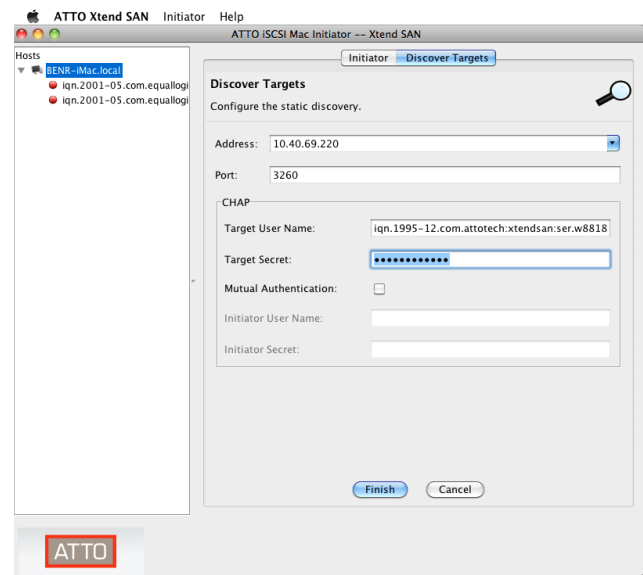 ATTO Xtend SAN Initiator Help
ATTO iSCSI Mac Initiator -- Xtend SAN
Hosts
BENR-iMac.local
iqn.2001-05.com.equallogi
iqn.2001-05.com.equallogi
Initiator Discover Targets
Discover Targets
Configure the static discovery.
Address: 10.40.69.220
Port: 3260
CHAP
Target User Name: iqn.1995-12.com.attotech:xtendsan:ser.w8818
Target Secret: ••••••••••••
Mutual Authentication:
Initiator User Name:
Initiator Secret:
Finish Cancel
ATTO